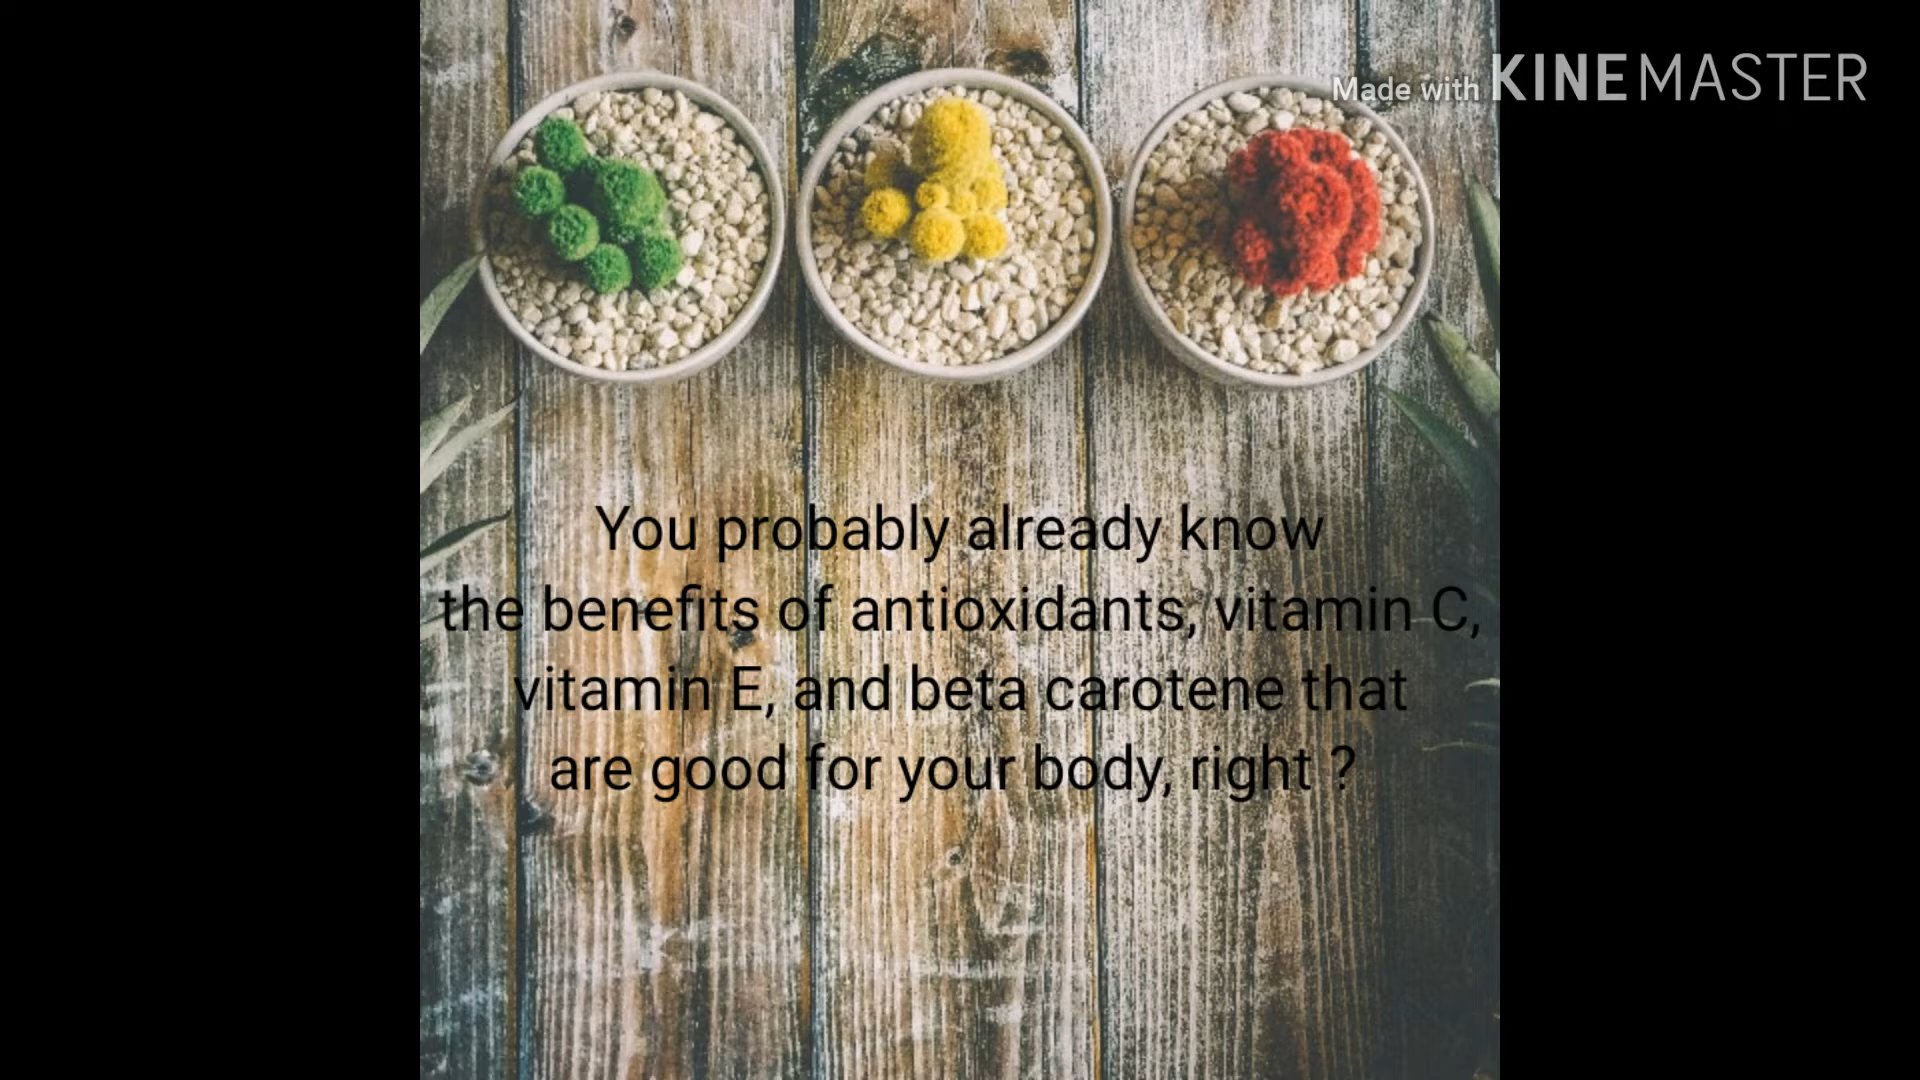 Made with KINEMASTER
You probably already know
the benefits of antioxidants, vitamin C,
vitamin E, and beta carotene that
are good for your body, right ?